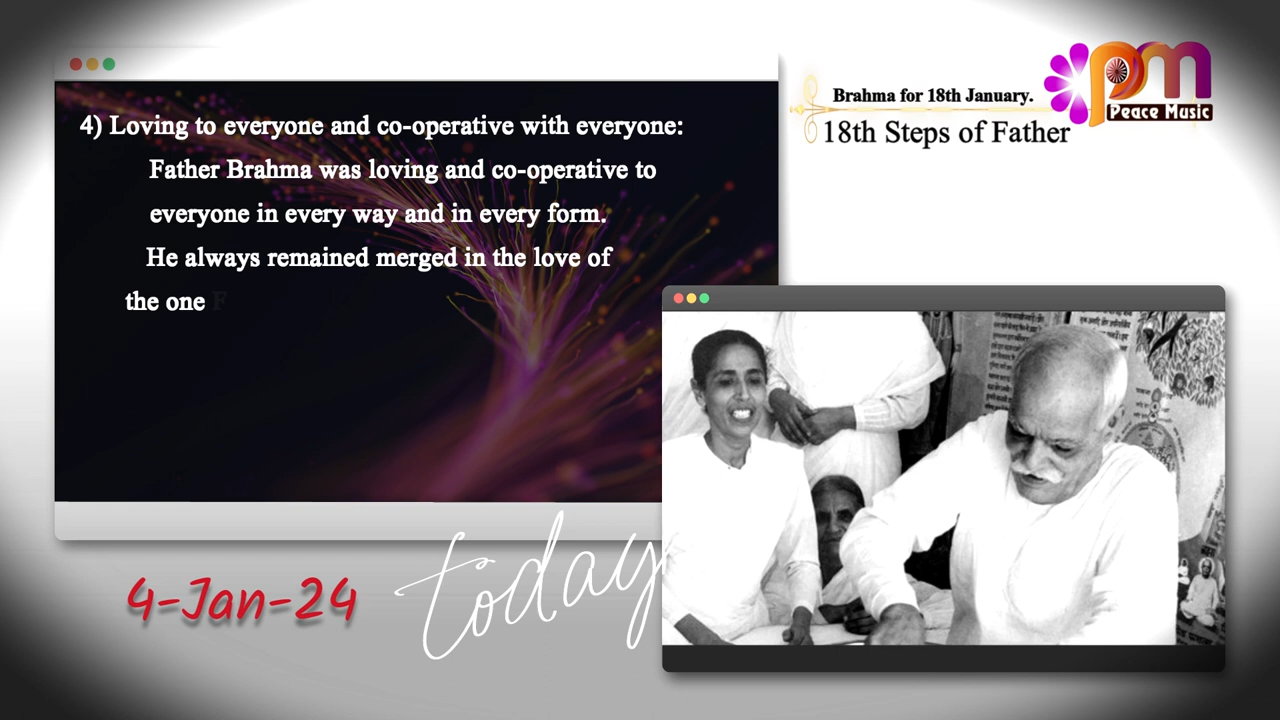 4) Loving to everyone and co-operative with everyone:
Father Brahma was loving and co-operative to
everyone in every way and in every form.
He always remained merged in the love of
the one F
Brahma for 18th January.
18th Steps of Father
pm
Peace Music
4-Jan-24
today